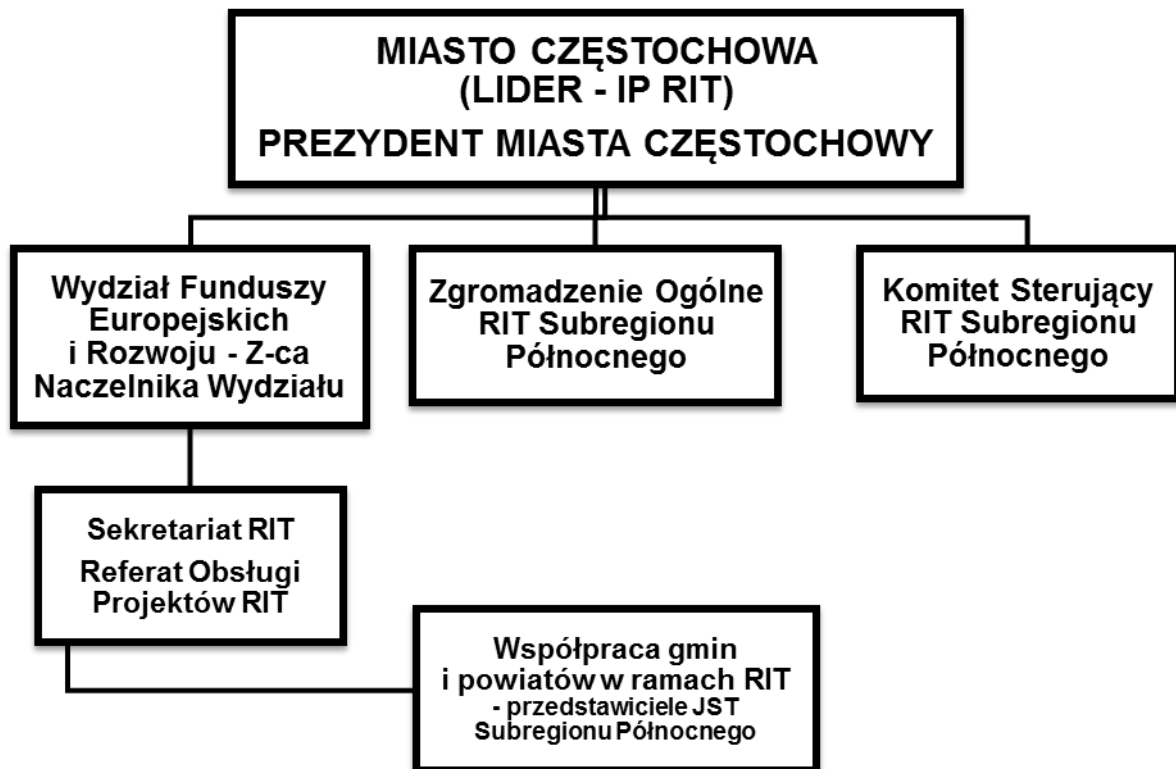 MIASTO CZĘSTOCHOWA
(LIDER - IP RIT)
PREZYDENT MIASTA CZĘSTOCHOWY
Wydział Funduszy
Europejskich
i Rozwoju - Z-ca
Naczelnika Wydziału
Zgromadzenie Ogólne
RIT Subregionu
Północnego
Komitet Sterujący
RIT Subregionu
Północnego
Sekretariat RIT
Referat Obsługi
Projektów RIT
Współpraca gmin
i powiatów w ramach RIT
- przedstawiciele JST
Subregionu Północnego